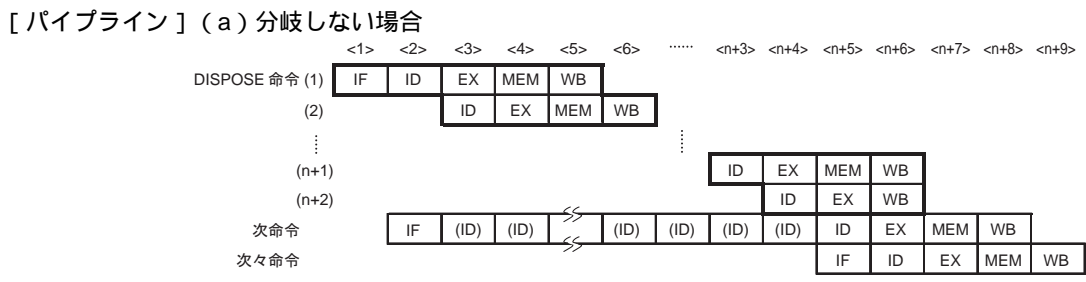 [パイプライン] (a) 分岐しない場合
<1> <2> <3> <4> <5> <6> …… <n+3> <n+4> <n+5> <n+6> <n+7> <n+8> <n+9>
DISPOSE 命令 (1) IF ID EX MEM WB
(2) ID EX MEM WB
(n+1) ID EX MEM WB
(n+2) ID EX WB
次命令 IF (ID) (ID) (ID) (ID) (ID) (ID) ID EX MEM WB
次々命令 IF ID EX MEM WB